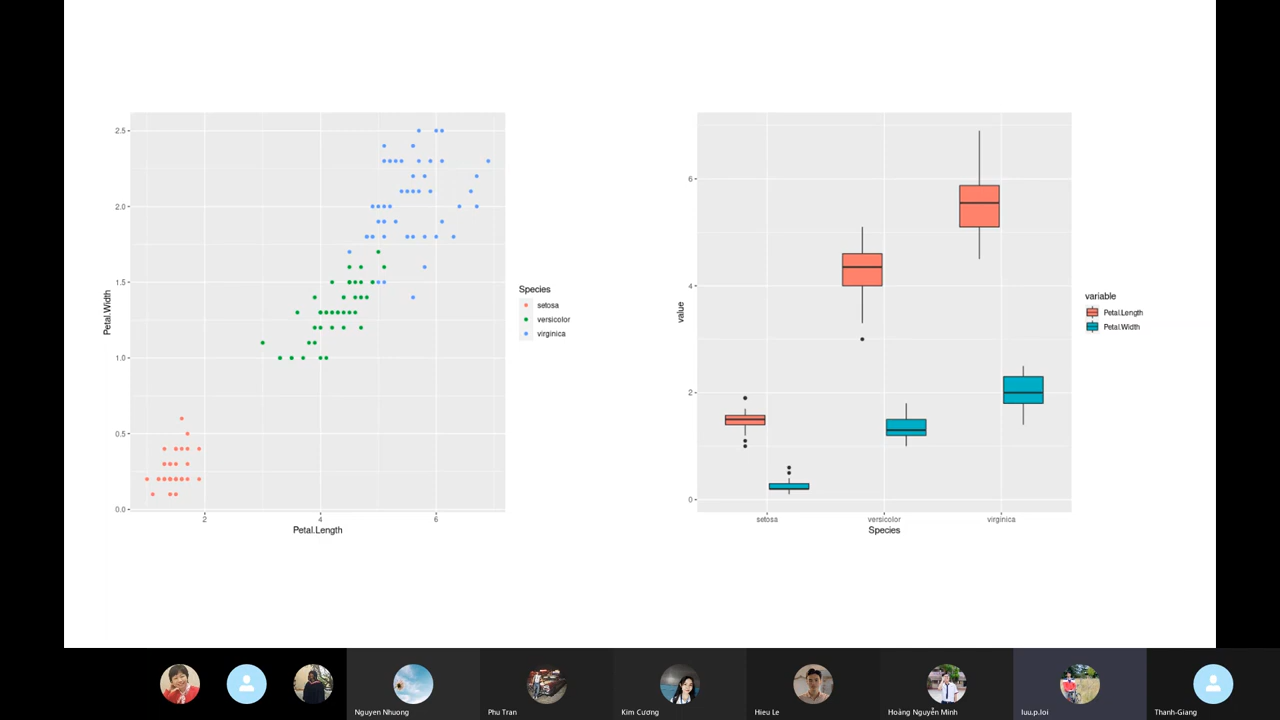 2.5
2.0
1.5
1.0
0.5
0.0
Petal.Width
2 4 6
Petal.Length
Species
setosa
versicolor
virginica
6
4
2
0
value
setosa versicolor virginica
Species
variable
Petal.Length
Petal.Width
Nguyen Nhuong
Phu Tran
Kim Cương
Hieu Le
Hoàng Nguyễn Minh
luu.p.loi
Thanh-Giang